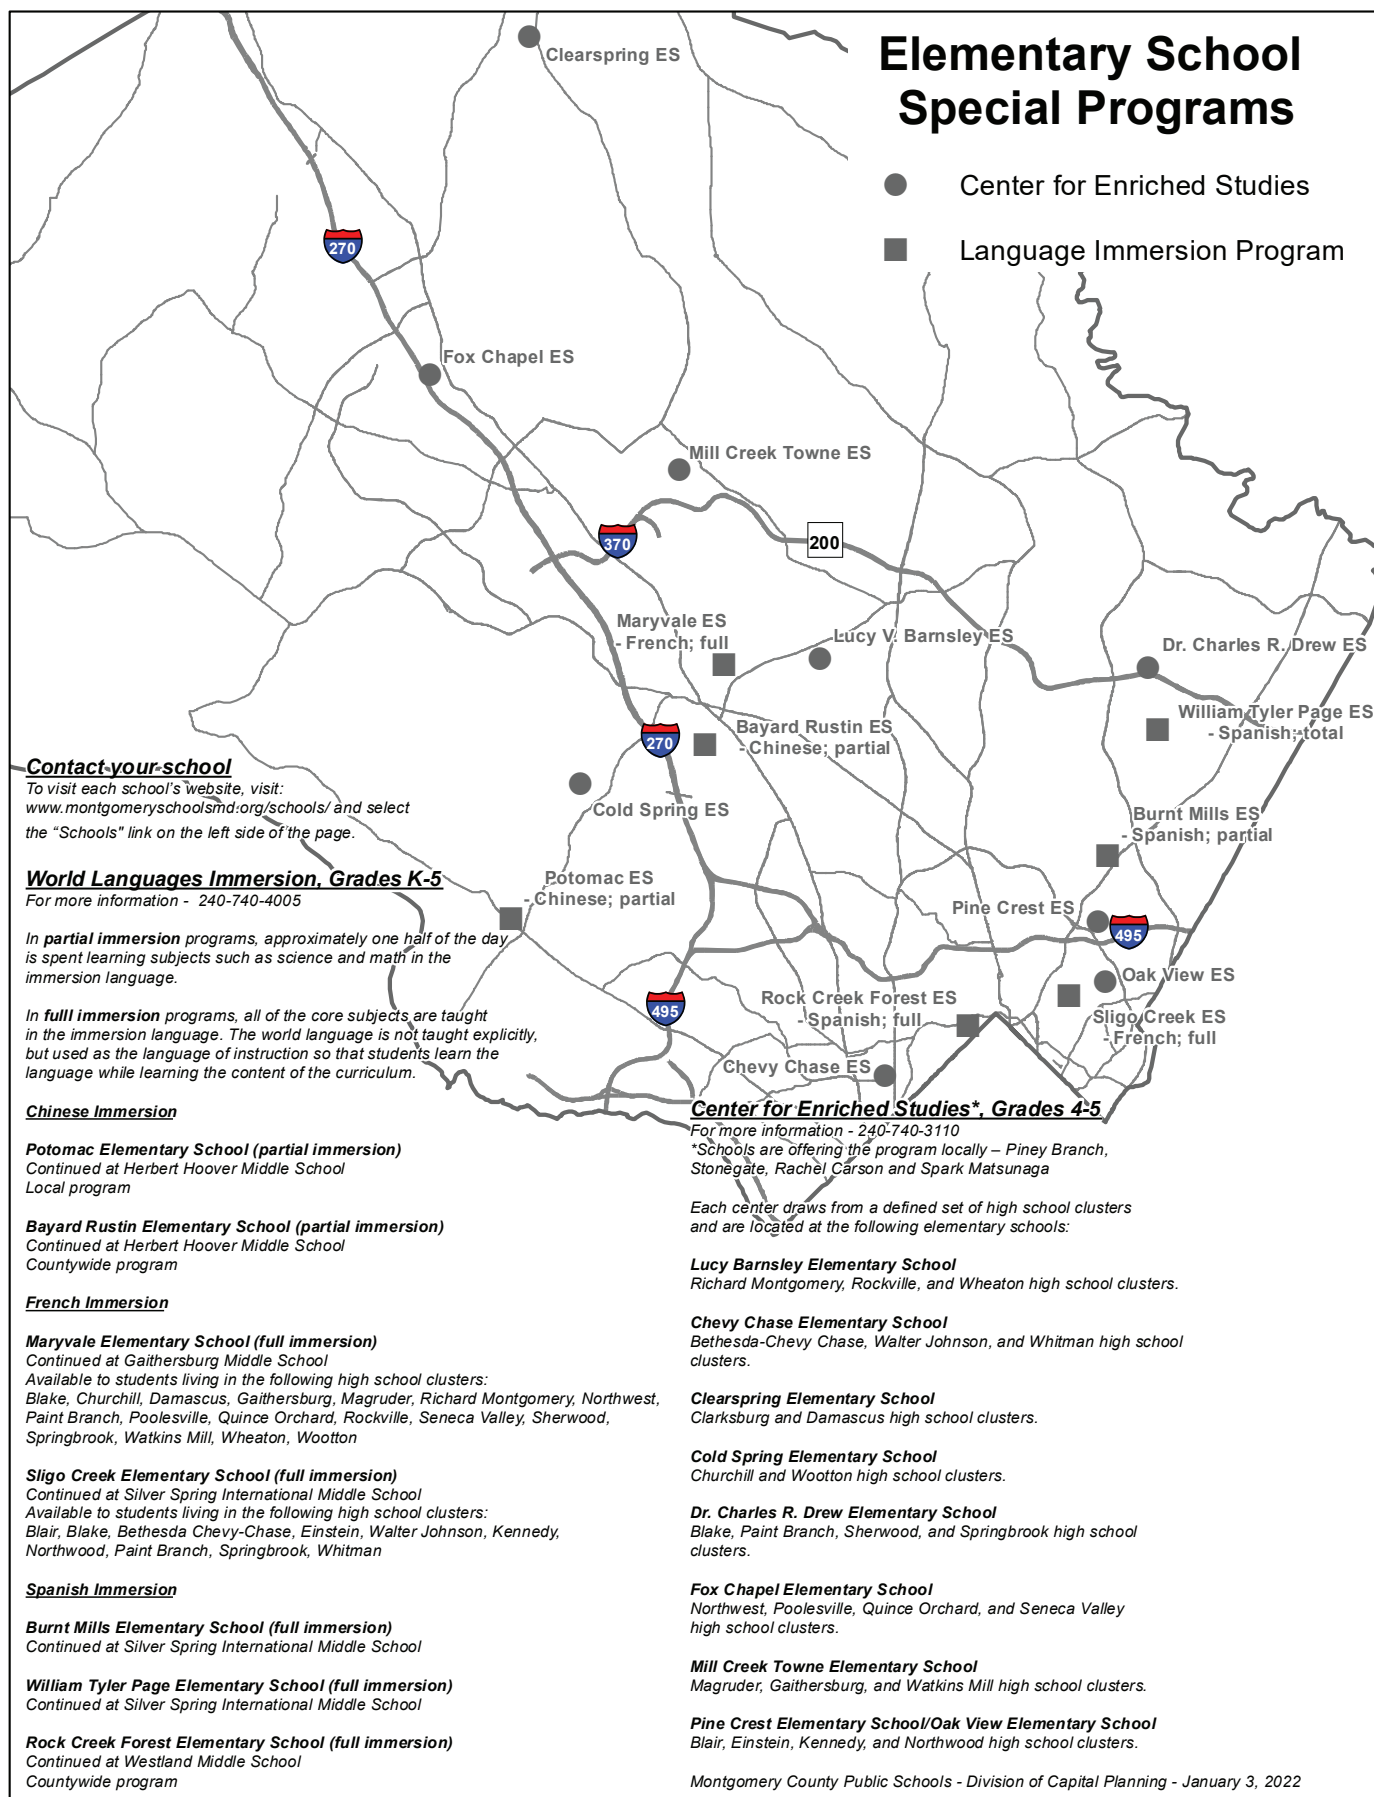 Elementary School
Special Programs
Center for Enriched Studies
Language Immersion Program
Clearspring ES
270
Fox Chapel ES
Mill Creek Towne ES
370
200
Maryvale ES
- French; full
Lucy V. Barnsley ES
Dr. Charles R. Drew ES
William Tyler Page ES
- Spanish; total
Bayard Rustin ES
- Chinese; partial
270
Cold Spring ES
Burnt Mills ES
- Spanish; partial
Potomac ES
- Chinese; partial
Pine Crest ES
495
Oak View ES
Rock Creek Forest ES
- Spanish; full
495
Sligo Creek ES
- French; full
Chevy Chase ES
Contact your school
To visit each school's website, visit:
www.montgomeryschoolsmd.org/schools/ and select
the “Schools" link on the left side of the page.
World Languages Immersion, Grades K-5
For more information - 240-740-4005
In partial immersion programs, approximately one half of the day
is spent learning subjects such as science and math in the
immersion language.
In fulll immersion programs, all of the core subjects are taught
in the immersion language. The world language is not taught explicitly,
but used as the language of instruction so that students learn the
language while learning the content of the curriculum.
Chinese Immersion
Potomac Elementary School (partial immersion)
Continued at Herbert Hoover Middle School
Local program
Bayard Rustin Elementary School (partial immersion)
Continued at Herbert Hoover Middle School
Countywide program
French Immersion
Maryvale Elementary School (full immersion)
Continued at Gaithersburg Middle School
Available to students living in the following high school clusters:
Blake, Churchill, Damascus, Gaithersburg, Magruder, Richard Montgomery, Northwest,
Paint Branch, Poolesville, Quince Orchard, Rockville, Seneca Valley, Sherwood,
Springbrook, Watkins Mill, Wheaton, Wootton
Sligo Creek Elementary School (full immersion)
Continued at Silver Spring International Middle School
Available to students living in the following high school clusters:
Blair, Blake, Bethesda Chevy-Chase, Einstein, Walter Johnson, Kennedy,
Northwood, Paint Branch, Springbrook, Whitman
Spanish Immersion
Burnt Mills Elementary School (full immersion)
Continued at Silver Spring International Middle School
William Tyler Page Elementary School (full immersion)
Continued at Silver Spring International Middle School
Rock Creek Forest Elementary School (full immersion)
Continued at Westland Middle School
Countywide program
Center for Enriched Studies*, Grades 4-5
For more information - 240-740-3110
*Schools are offering the program locally – Piney Branch,
Stonegate, Rachel Carson and Spark Matsunaga
Each center draws from a defined set of high school clusters
and are located at the following elementary schools:
Lucy Barnsley Elementary School
Richard Montgomery, Rockville, and Wheaton high school clusters.
Chevy Chase Elementary School
Bethesda-Chevy Chase, Walter Johnson, and Whitman high school
clusters.
Clearspring Elementary School
Clarksburg and Damascus high school clusters.
Cold Spring Elementary School
Churchill and Wootton high school clusters.
Dr. Charles R. Drew Elementary School
Blake, Paint Branch, Sherwood, and Springbrook high school
clusters.
Fox Chapel Elementary School
Northwest, Poolesville, Quince Orchard, and Seneca Valley
high school clusters.
Mill Creek Towne Elementary School
Magruder, Gaithersburg, and Watkins Mill high school clusters.
Pine Crest Elementary School/Oak View Elementary School
Blair, Einstein, Kennedy, and Northwood high school clusters.
Montgomery County Public Schools - Division of Capital Planning - January 3, 2022